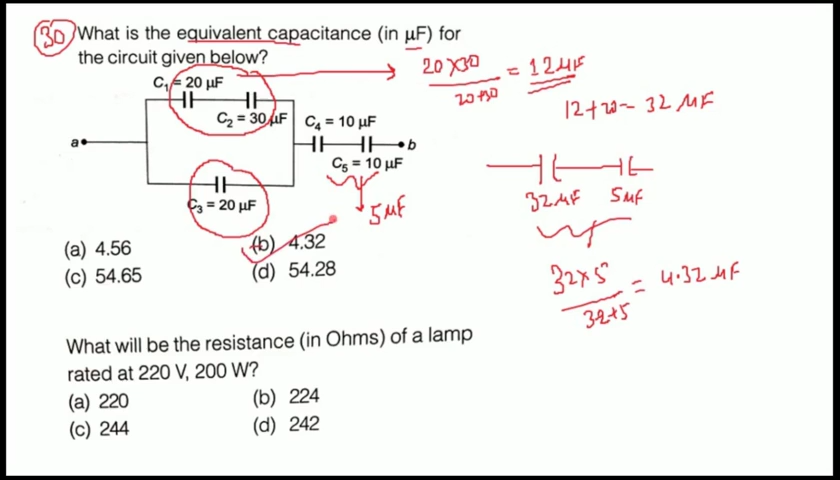 30 What is the equivalent capacitance (in μF) for
the circuit given below?
C₁ = 20 μF
C₂ = 30 μF
C₄ = 10 μF
a
b
C₅ = 10 μF
C₃ = 20 μF
5 μF
(a) 4.56
(b) 4.32
(c) 54.65
(d) 54.28
20×30
20+30
= 12 μF
12+20 = 32 μF
32 μF
5 μF
32×5
32+5
= 4.32 μF
What will be the resistance (in Ohms) of a lamp
rated at 220 V, 200 W?
(a) 220
(b) 224
(c) 244
(d) 242